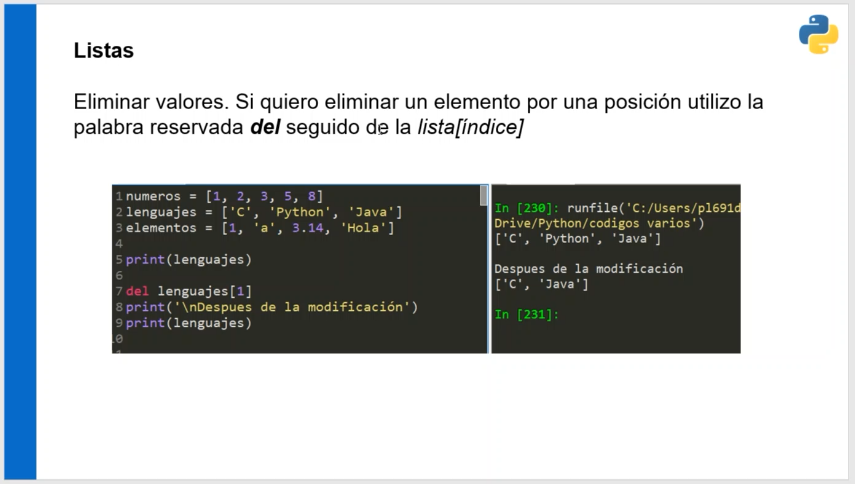 Listas
Eliminar valores. Si quiero eliminar un elemento por una posición utilizo la
palabra reservada del seguido de la lista[índice]
1 numeros = [1, 2, 3, 5, 8]
2 lenguajes = ['C', 'Python', 'Java']
3 elementos = [1, 'a', 3.14, 'Hola']
4
5 print(lenguajes)
6
7 del lenguajes[1]
8 print('\nDespues de la modificación')
9 print(lenguajes)
In [230]: runfile('C:/Users/pl691d
Drive/Python/codigos varios')
['C', 'Python', 'Java']
Despues de la modificación
['C', 'Java']
In [231]: